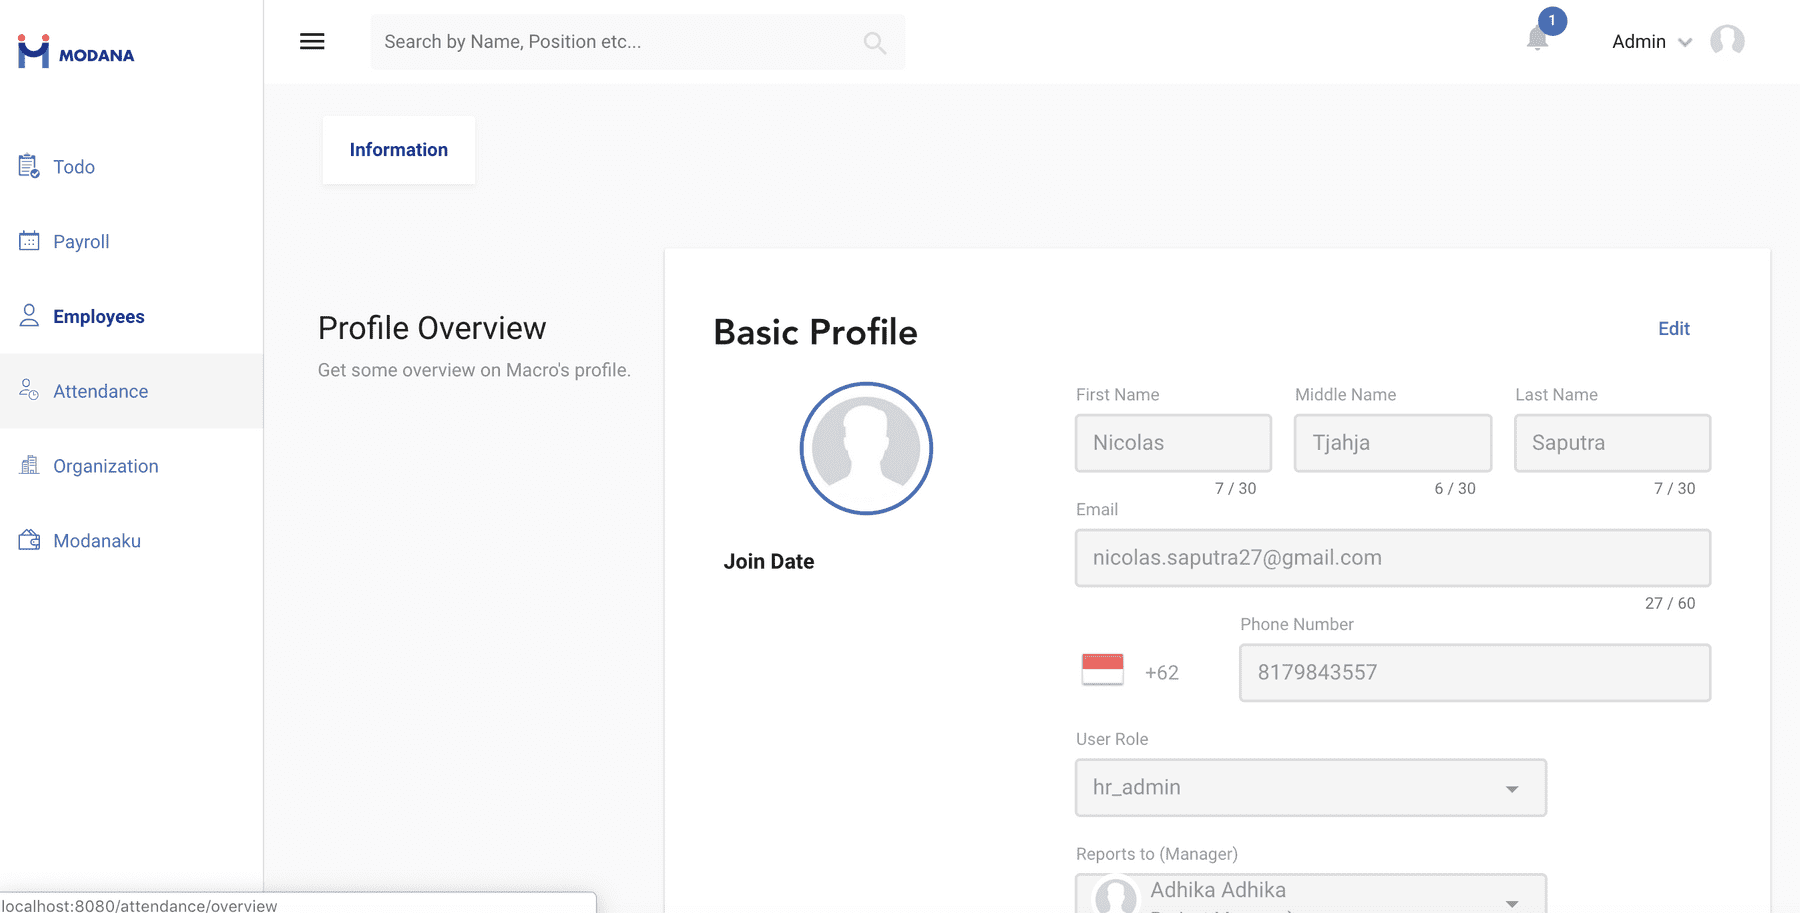 MODANA
Search by Name, Position etc...
1
Admin
Todo
Payroll
Employees
Attendance
Organization
Modanaku
Information
Profile Overview
Get some overview on Macro's profile.
Basic Profile
Edit
Join Date
First Name
Middle Name
Last Name
Nicolas
Tjahja
Saputra
7 / 30
6 / 30
7 / 30
Email
nicolas.saputra27@gmail.com
27 / 60
Phone Number
+62
8179843557
User Role
hr_admin
Reports to (Manager)
Adhika Adhika
localhost:8080/attendance/overview